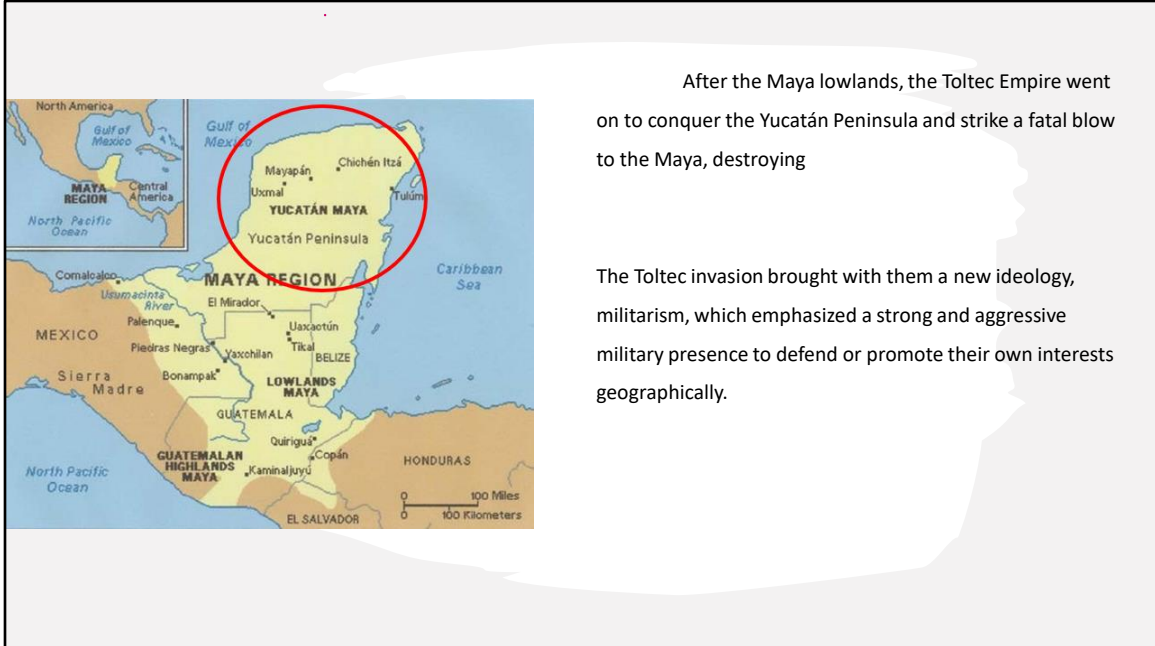 After the Maya lowlands, the Toltec Empire went
on to conquer the Yucatán Peninsula and strike a fatal blow
to the Maya, destroying
The Toltec invasion brought with them a new ideology,
militarism, which emphasized a strong and aggressive
military presence to defend or promote their own interests
geographically.
North America
Gulf of
Mexico
MAYA
REGION
Central
America
North Pacific
Ocean
Gulf of
Mexico
Mayapán
Chichén Itzá
Uxmal
Tulúm
YUCATÁN MAYA
Yucatán Peninsula
MAYA REGION
Caribbean
Sea
Comalcalco
Usumacinta
River
El Mirador
Palenque
Uaxactún
MEXICO
Piedras Negras
Tikal
Yaxchilan
BELIZE
Sierra
Madre
Bonampak
LOWLANDS
MAYA
GUATEMALA
Quiriguá
Copán
GUATEMALAN
HIGHLANDS
MAYA
Kaminaljuyú
HONDURAS
North Pacific
Ocean
0 100 Miles
0 100 Kilometers
EL SALVADOR